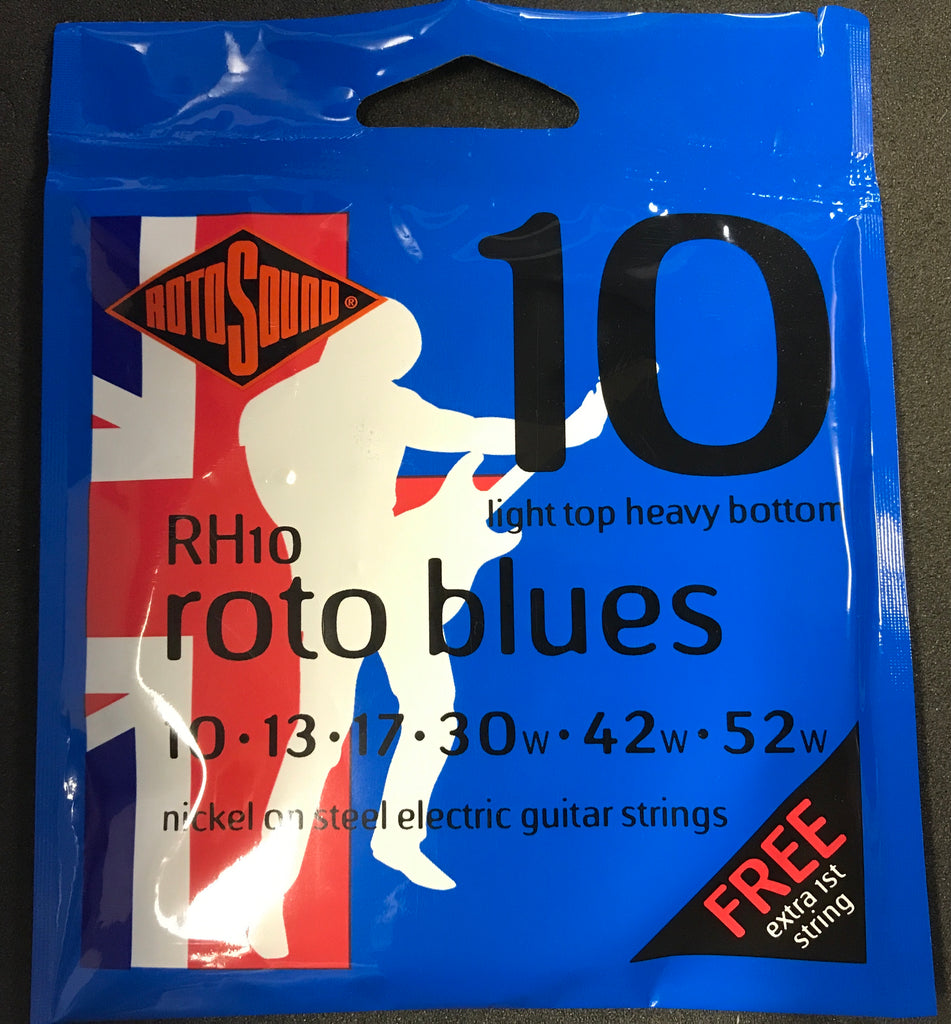 ROTOSOUND®
10
light top heavy bottom
RH10
roto blues
10·13·17·30w·42w·52w
nickel on steel electric guitar strings
FREE
extra 1st
string